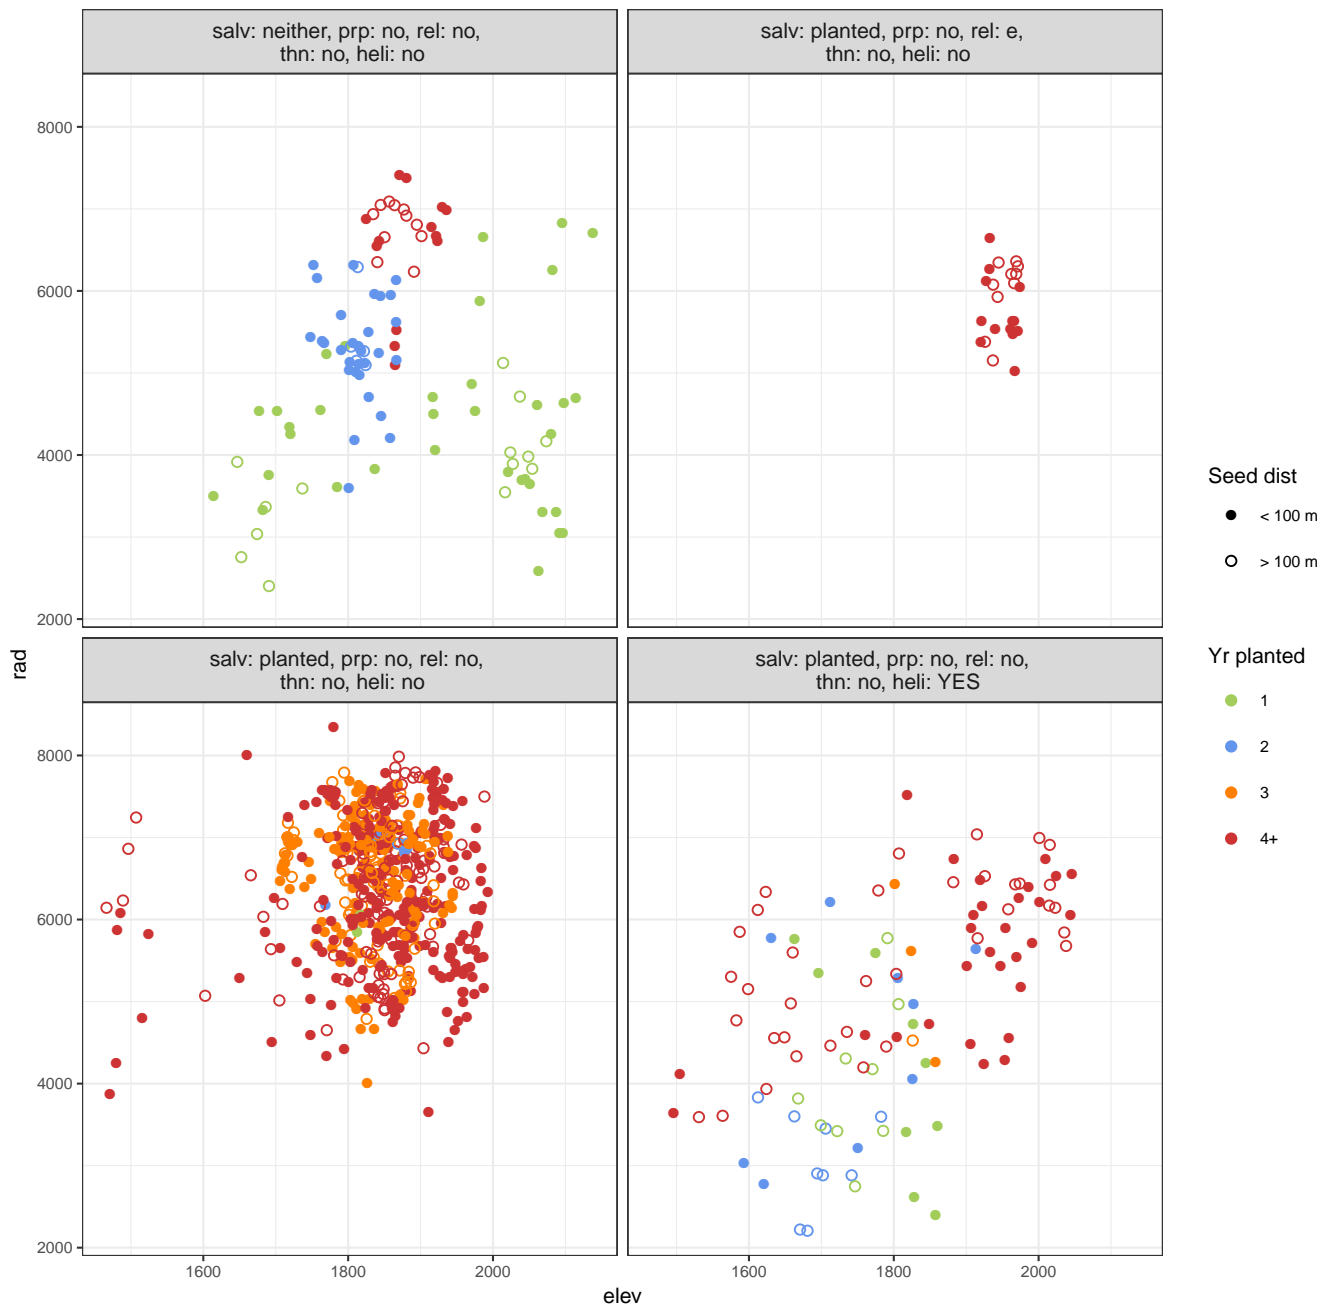 salv: neither, prp: no, rel: no,
thn: no, heli: no
salv: planted, prp: no, rel: e,
thn: no, heli: no
8000
6000
4000
2000
salv: planted, prp: no, rel: no,
thn: no, heli: no
salv: planted, prp: no, rel: no,
thn: no, heli: YES
8000
6000
4000
2000
1600
1800
2000
1600
1800
2000
elev
rad
Seed dist
< 100 m
> 100 m
Yr planted
1
2
3
4+